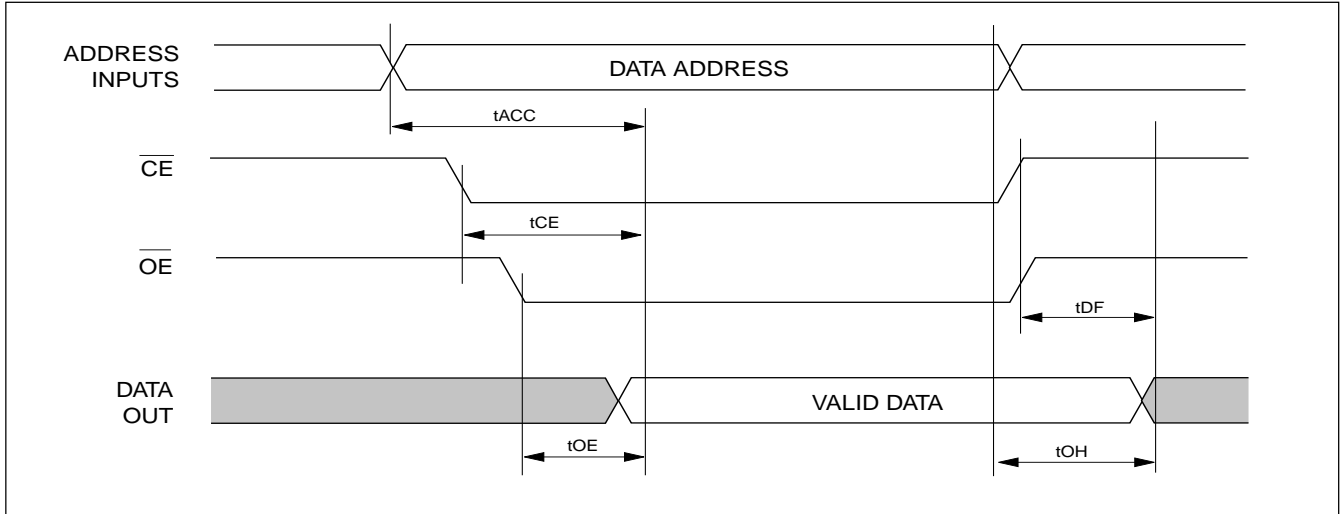 ADDRESS
INPUTS
DATA ADDRESS
tACC
CE
tCE
OE
tDF
DATA
OUT
VALID DATA
tOE
tOH